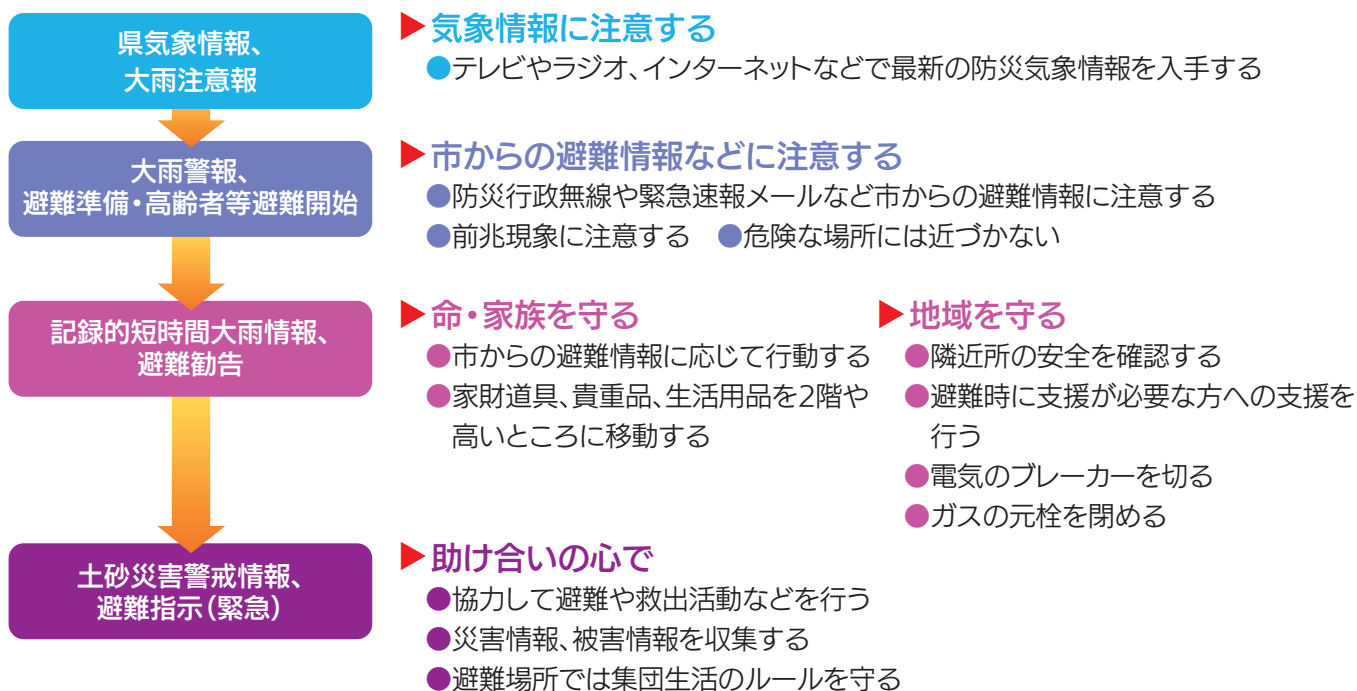 県気象情報、
大雨注意報
▶気象情報に注意する
●テレビやラジオ、インターネットなどで最新の防災気象情報を入手する
大雨警報、
避難準備・高齢者等避難開始
▶市からの避難情報などに注意する
●防災行政無線や緊急速報メールなど市からの避難情報に注意する
●前兆現象に注意する ●危険な場所には近づかない
記録的短時間大雨情報、
避難勧告
▶命・家族を守る
●市からの避難情報に応じて行動する
●家財道具、貴重品、生活用品を2階や
高いところに移動する
▶地域を守る
●隣近所の安全を確認する
●避難時に支援が必要な方への支援を
行う
●電気のブレーカーを切る
●ガスの元栓を閉める
土砂災害警戒情報、
避難指示(緊急)
▶助け合いの心で
●協力して避難や救出活動などを行う
●災害情報、被害情報を収集する
●避難場所では集団生活のルールを守る